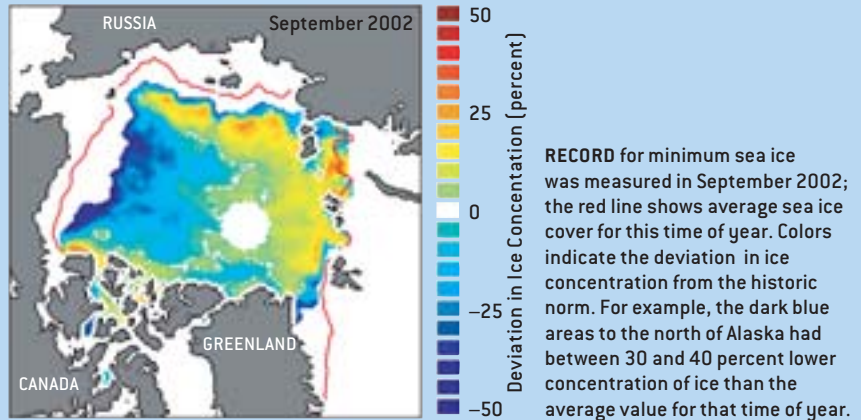 RUSSIA
September 2002
CANADA
GREENLAND
50
25
0
–25
–50
Deviation in Ice Concentation (percent)
RECORD for minimum sea ice
was measured in September 2002;
the red line shows average sea ice
cover for this time of year. Colors
indicate the deviation in ice
concentration from the historic
norm. For example, the dark blue
areas to the north of Alaska had
between 30 and 40 percent lower
concentration of ice than the
average value for that time of year.